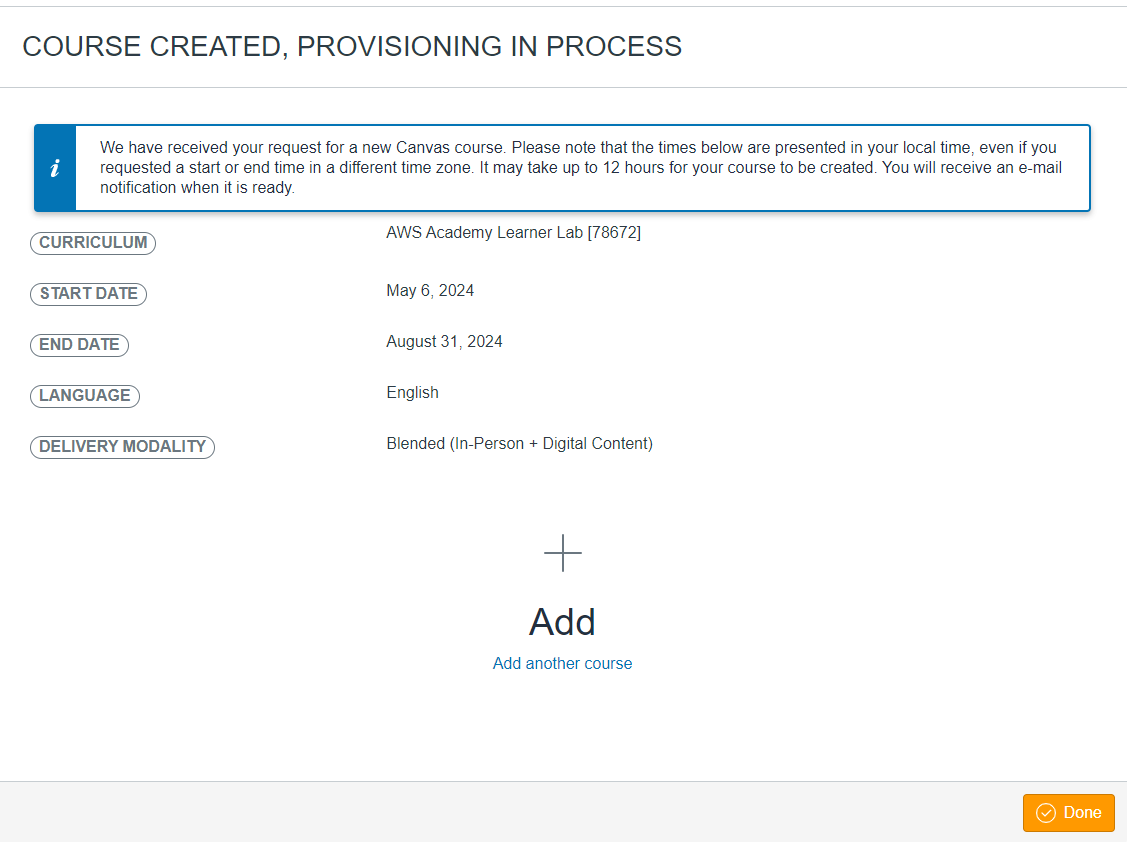 COURSE CREATED, PROVISIONING IN PROCESS
i
We have received your request for a new Canvas course. Please note that the times below are presented in your local time, even if you
requested a start or end time in a different time zone. It may take up to 12 hours for your course to be created. You will receive an e-mail
notification when it is ready.
CURRICULUM AWS Academy Learner Lab [78672]
START DATE May 6, 2024
END DATE August 31, 2024
LANGUAGE English
DELIVERY MODALITY Blended (In-Person + Digital Content)
Add
Add another course
Done